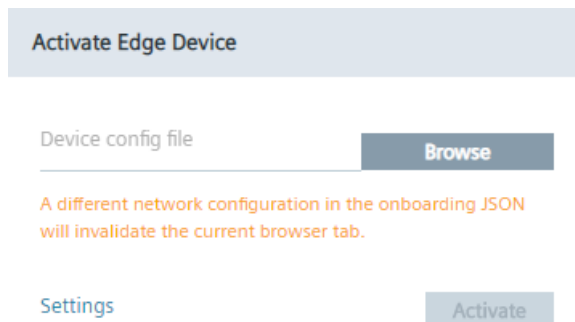 Activate Edge Device
Device config file
Browse
A different network configuration in the onboarding JSON
will invalidate the current browser tab.
Settings
Activate